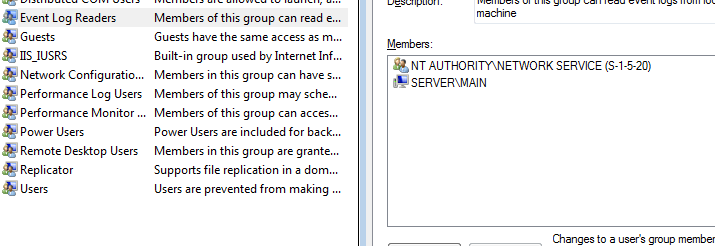 Distributed COM Users Members are allowed to launch, a...
Event Log Readers Members of this group can read e...
Guests Guests have the same access as m...
IIS_IUSRS Built-in group used by Internet Inf...
Network Configuratio... Members in this group can have s...
Performance Log Users Members of this group may sche...
Performance Monitor ... Members of this group can acces...
Power Users Power Users are included for back...
Remote Desktop Users Members in this group are grante...
Replicator Supports file replication in a dom...
Users Users are prevented from making ...
Description:
Members of this group can read event logs from loc
machine
Members:
NT AUTHORITY\NETWORK SERVICE (S-1-5-20)
SERVER\MAIN
Changes to a user's group member